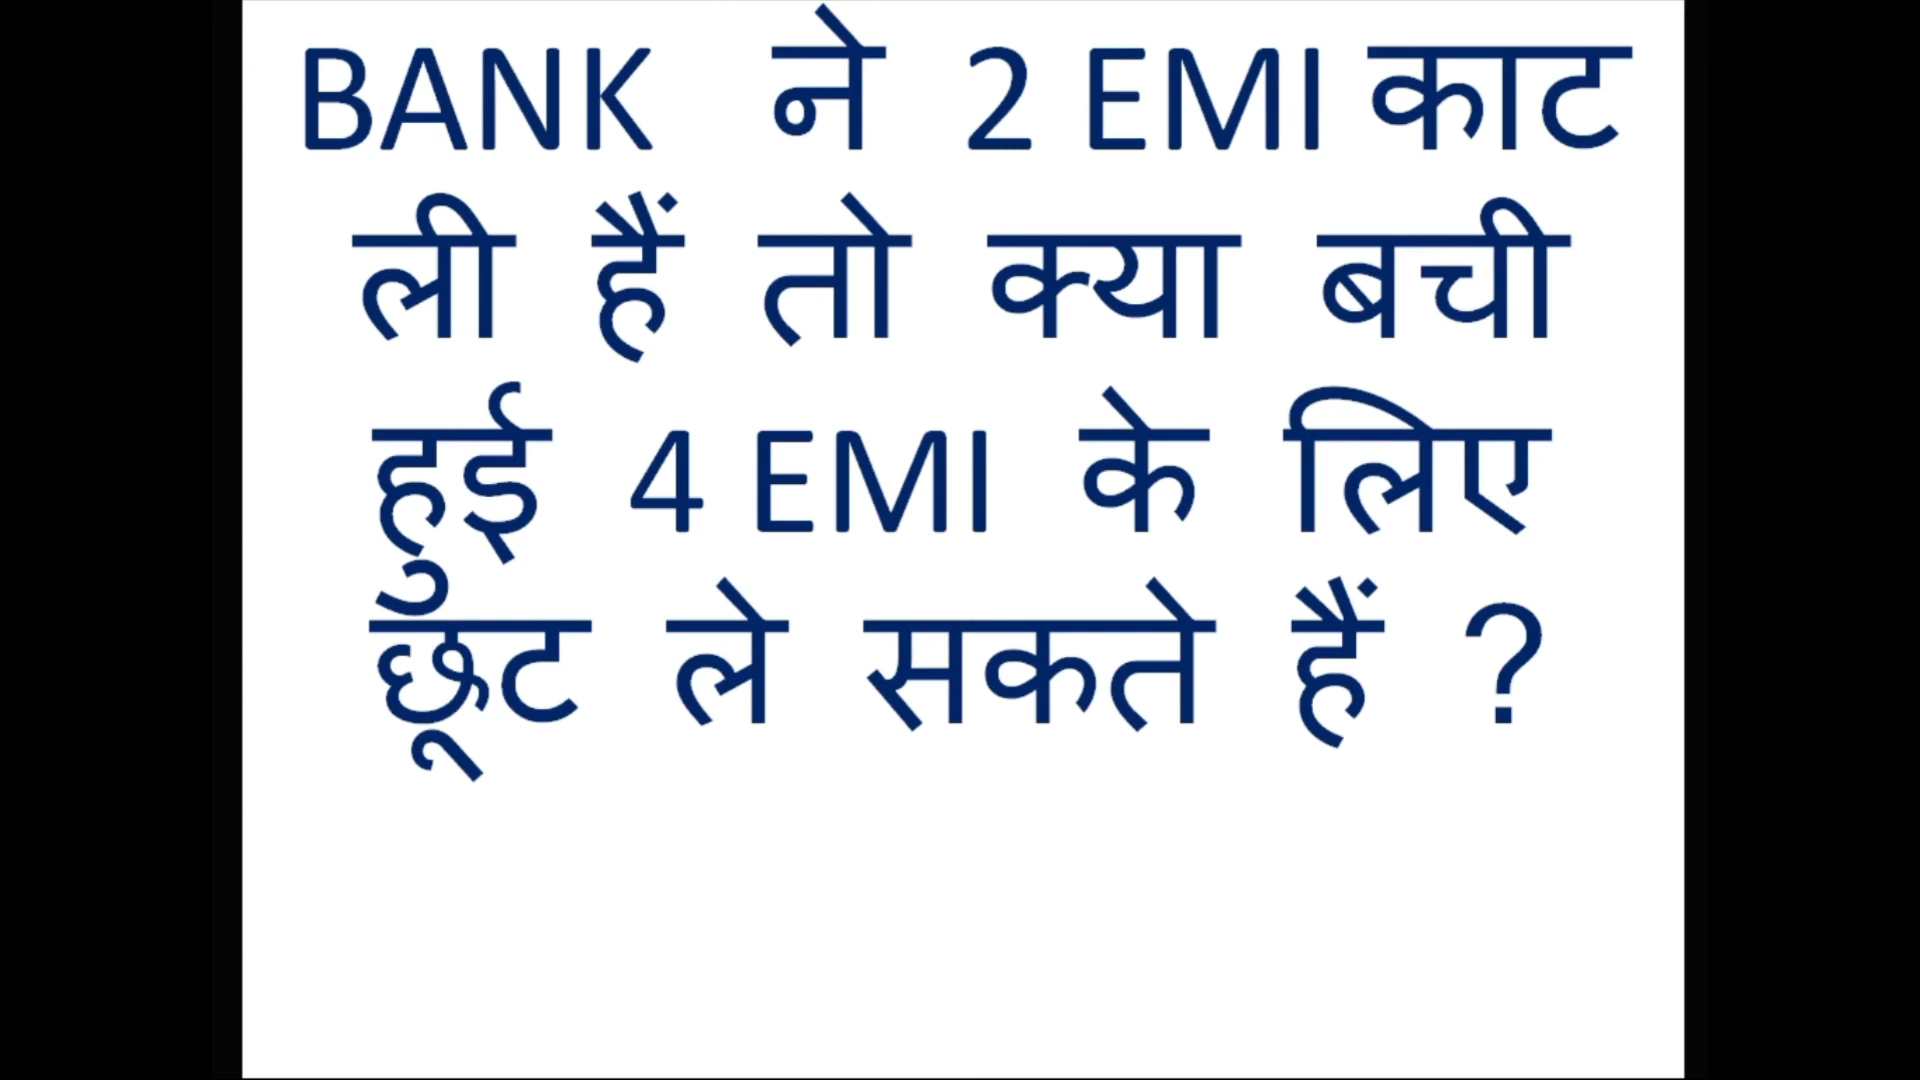 BANK ने 2 EMI काट
ली हैं तो क्या बची
हुई 4 EMI के लिए
छूट ले सकते हैं ?